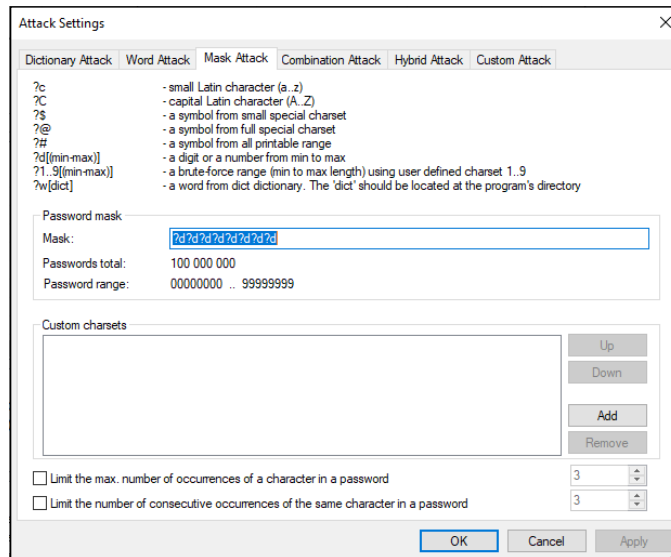 Attack Settings
Dictionary Attack Word Attack Mask Attack Combination Attack Hybrid Attack Custom Attack
?c - small Latin character (a..z)
?C - capital Latin character (A..Z)
?$ - a symbol from small special charset
?@ - a symbol from full special charset
?# - a symbol from all printable range
?d[(min-max)] - a digit or a number from min to max
?1..9[(min-max)] - a brute-force range (min to max length) using user defined charset 1..9
?w[dict] - a word from dict dictionary. The 'dict' should be located at the program's directory
Password mask
Mask: ?d?d?d?d?d?d?d?d
Passwords total: 100 000 000
Password range: 00000000 .. 99999999
Custom charsets
Up
Down
Add
Remove
Limit the max. number of occurrences of a character in a password 3
Limit the number of consecutive occurrences of the same character in a password 3
OK Cancel Apply